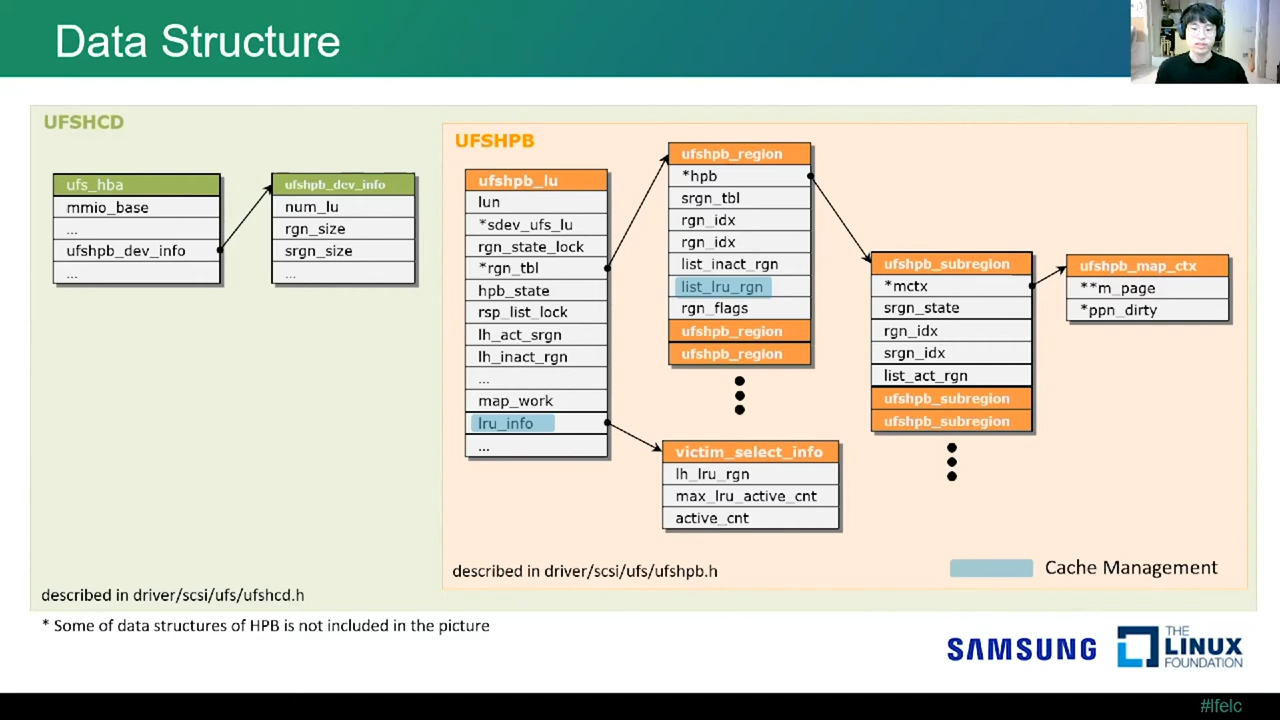 Data Structure
UFSHCD
ufs_hba
mmio_base
...
ufshpb_dev_info
...
ufshpb_dev_info
num_lu
rgn_size
srgn_size
...
described in driver/scsi/ufs/ufshcd.h
UFSHPB
ufshpb_lu
lun
*sdev_ufs_lu
rgn_state_lock
*rgn_tbl
hpb_state
rsp_list_lock
lh_act_srgn
lh_inact_rgn
...
map_work
lru_info
...
ufshpb_region
*hpb
srgn_tbl
rgn_idx
rgn_idx
list_inact_rgn
list_lru_rgn
rgn_flags
ufshpb_region
ufshpb_region
victim_select_info
lh_lru_rgn
max_lru_active_cnt
active_cnt
ufshpb_subregion
*mctx
srgn_state
rgn_idx
srgn_idx
list_act_rgn
ufshpb_subregion
ufshpb_subregion
ufshpb_map_ctx
**m_page
*ppn_dirty
described in driver/scsi/ufs/ufshpb.h
Cache Management
* Some of data structures of HPB is not included in the picture
SAMSUNG
THE
LINUX
FOUNDATION
#lfelc